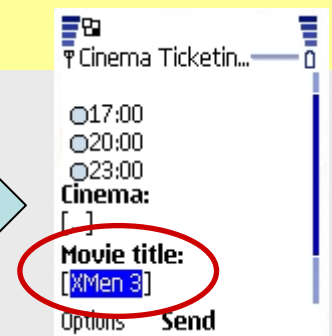 Cinema Ticketin...
17:00
20:00
23:00
Cinema:
[...]
Movie title:
[XMen 3]
Options Send